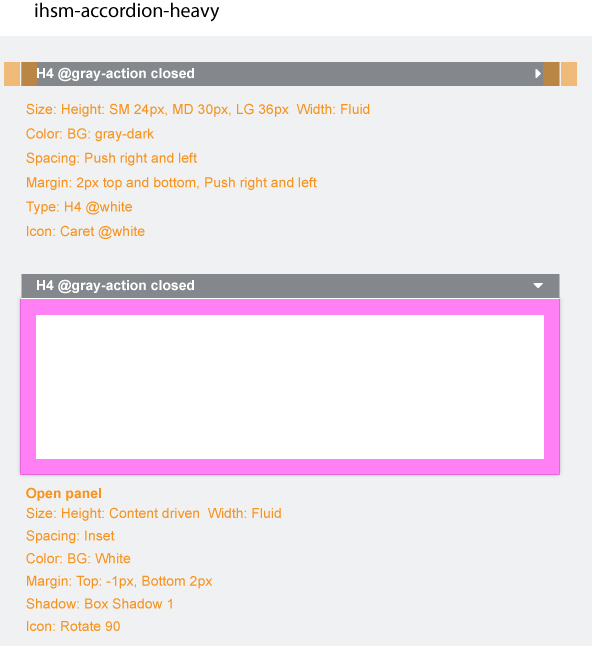 ihsm-accordion-heavy
H4 @gray-action closed
Size: Height: SM 24px, MD 30px, LG 36px  Width: Fluid
Color: BG: gray-dark
Spacing: Push right and left
Margin: 2px top and bottom, Push right and left
Type: H4 @white
Icon: Caret @white
H4 @gray-action closed
Open panel
Size: Height: Content driven  Width: Fluid
Spacing: Inset
Color: BG: White
Margin: Top: -1px, Bottom 2px
Shadow: Box Shadow 1
Icon: Rotate 90